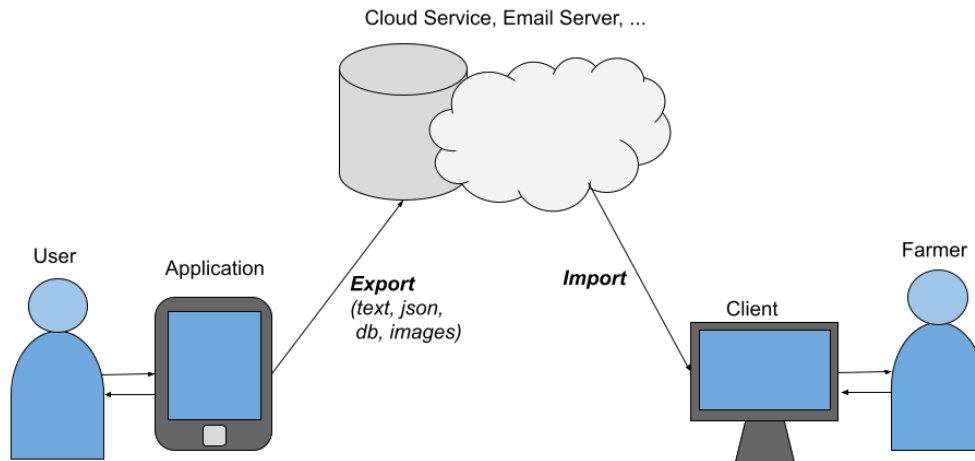 Cloud Service, Email Server, ...
User
Application
Export
(text, json,
db, images)
Import
Client
Farmer